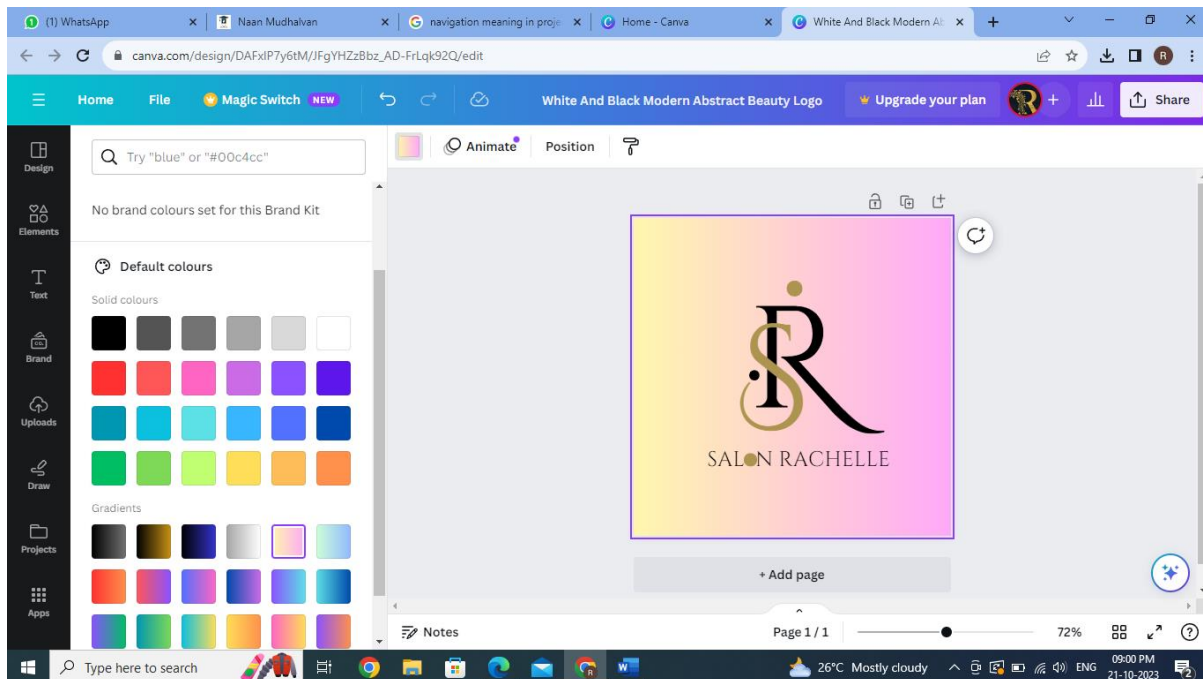 (1) WhatsApp
Naan Mudhalvan
navigation meaning in proje
Home - Canva
White And Black Modern Ab
canva.com/design/DAFxIP7y6tM/JFgYHZzBbz_AD-FrLqk92Q/edit
R
Home File Magic Switch NEW White And Black Modern Abstract Beauty Logo Upgrade your plan R + Share
Design
Elements
Text
Brand
Uploads
Draw
Projects
Apps
Try "blue" or "#00c4cc"
No brand colours set for this Brand Kit
Default colours
Solid colours
Gradients
Animate Position
SR
SALON RACHELLE
+ Add page
Notes Page 1 / 1 72%
Type here to search
26°C Mostly cloudy
ENG
09:00 PM
21-10-2023